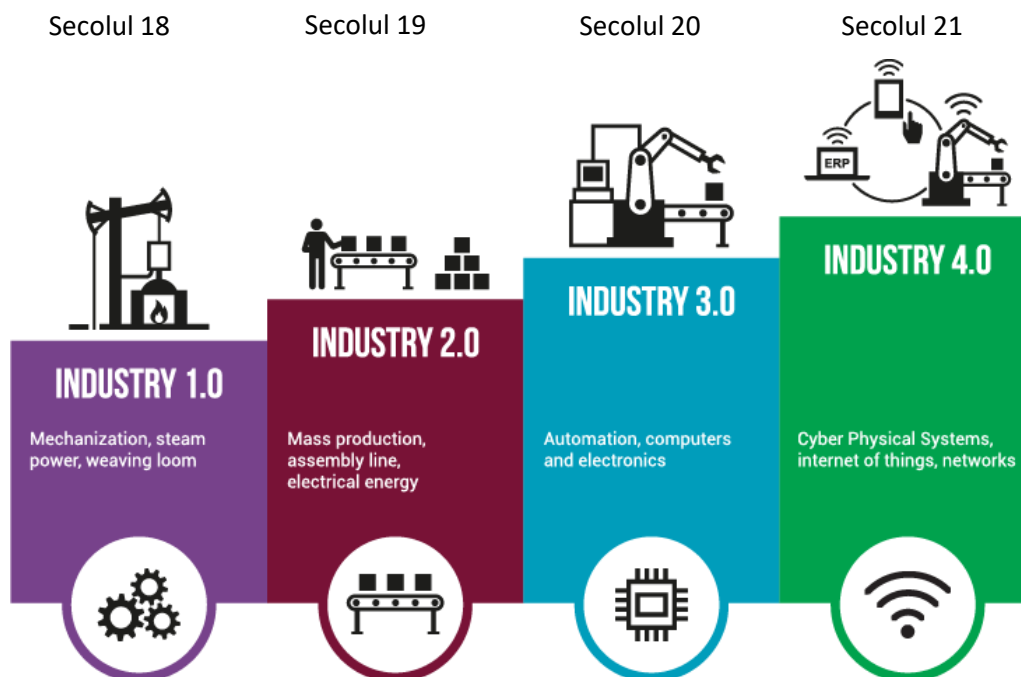 Secolul 18
Secolul 19
Secolul 20
Secolul 21
ERP
INDUSTRY 1.0
INDUSTRY 2.0
INDUSTRY 3.0
INDUSTRY 4.0
Mechanization, steam
power, weaving loom
Mass production,
assembly line,
electrical energy
Automation, computers
and electronics
Cyber Physical Systems,
internet of things, networks